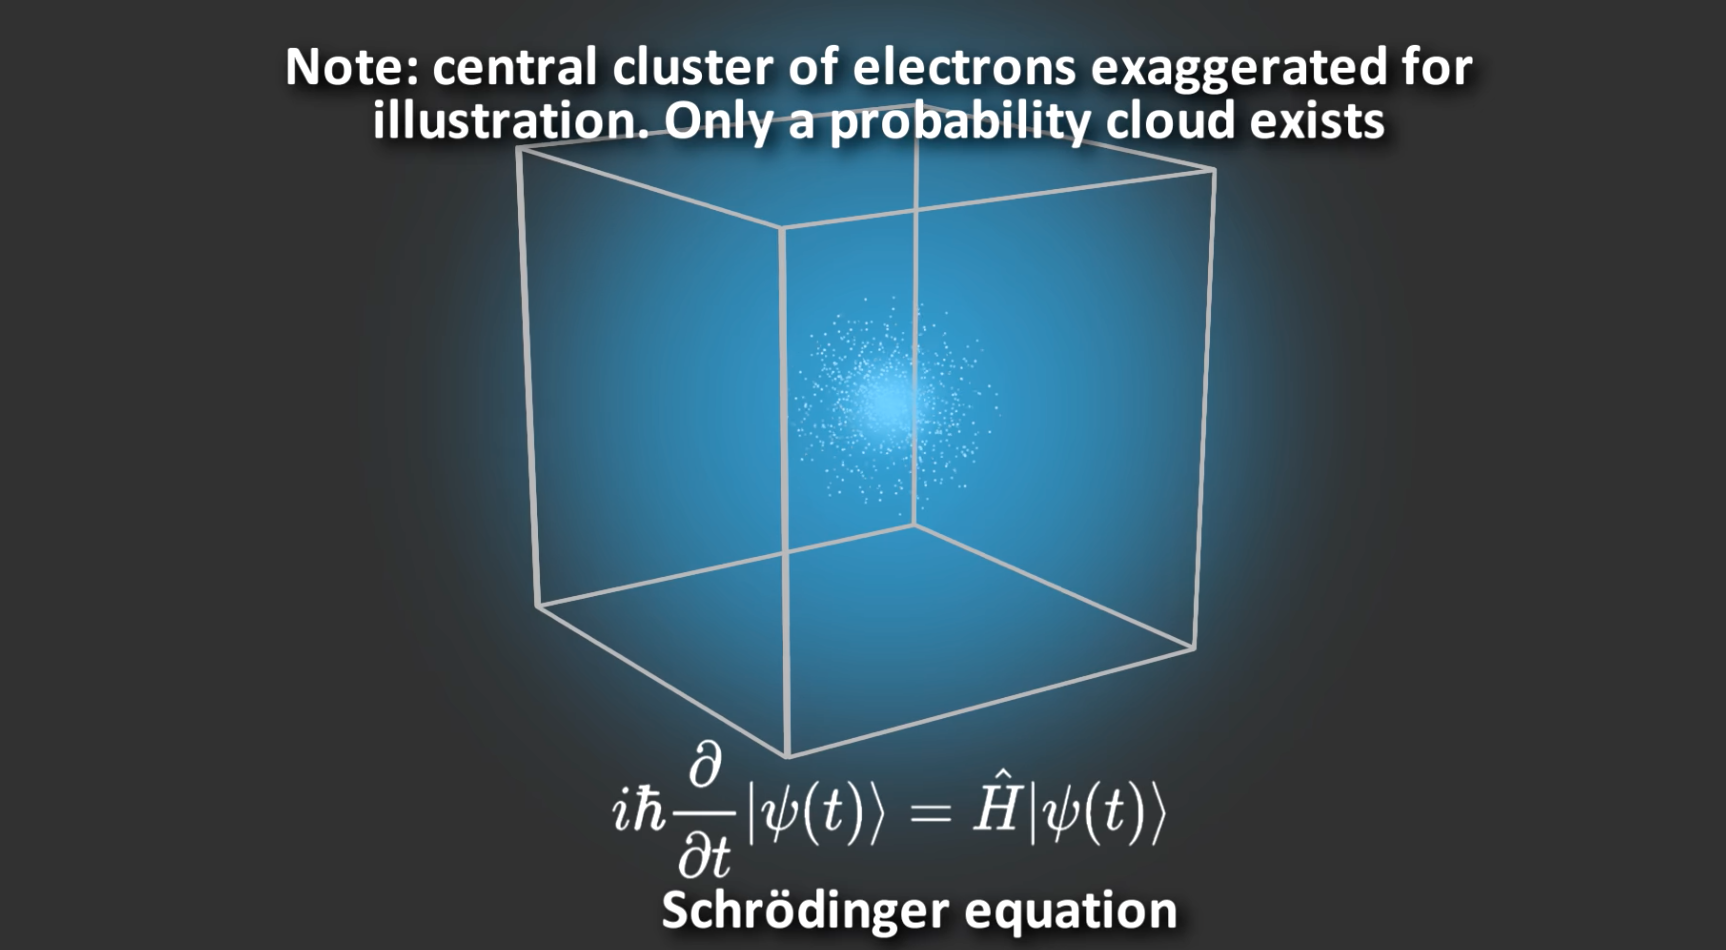 Note: central cluster of electrons exaggerated for
illustration. Only a probability cloud exists
iħ ∂/∂t |ψ(t)⟩ = Ĥ|ψ(t)⟩
Schrödinger equation